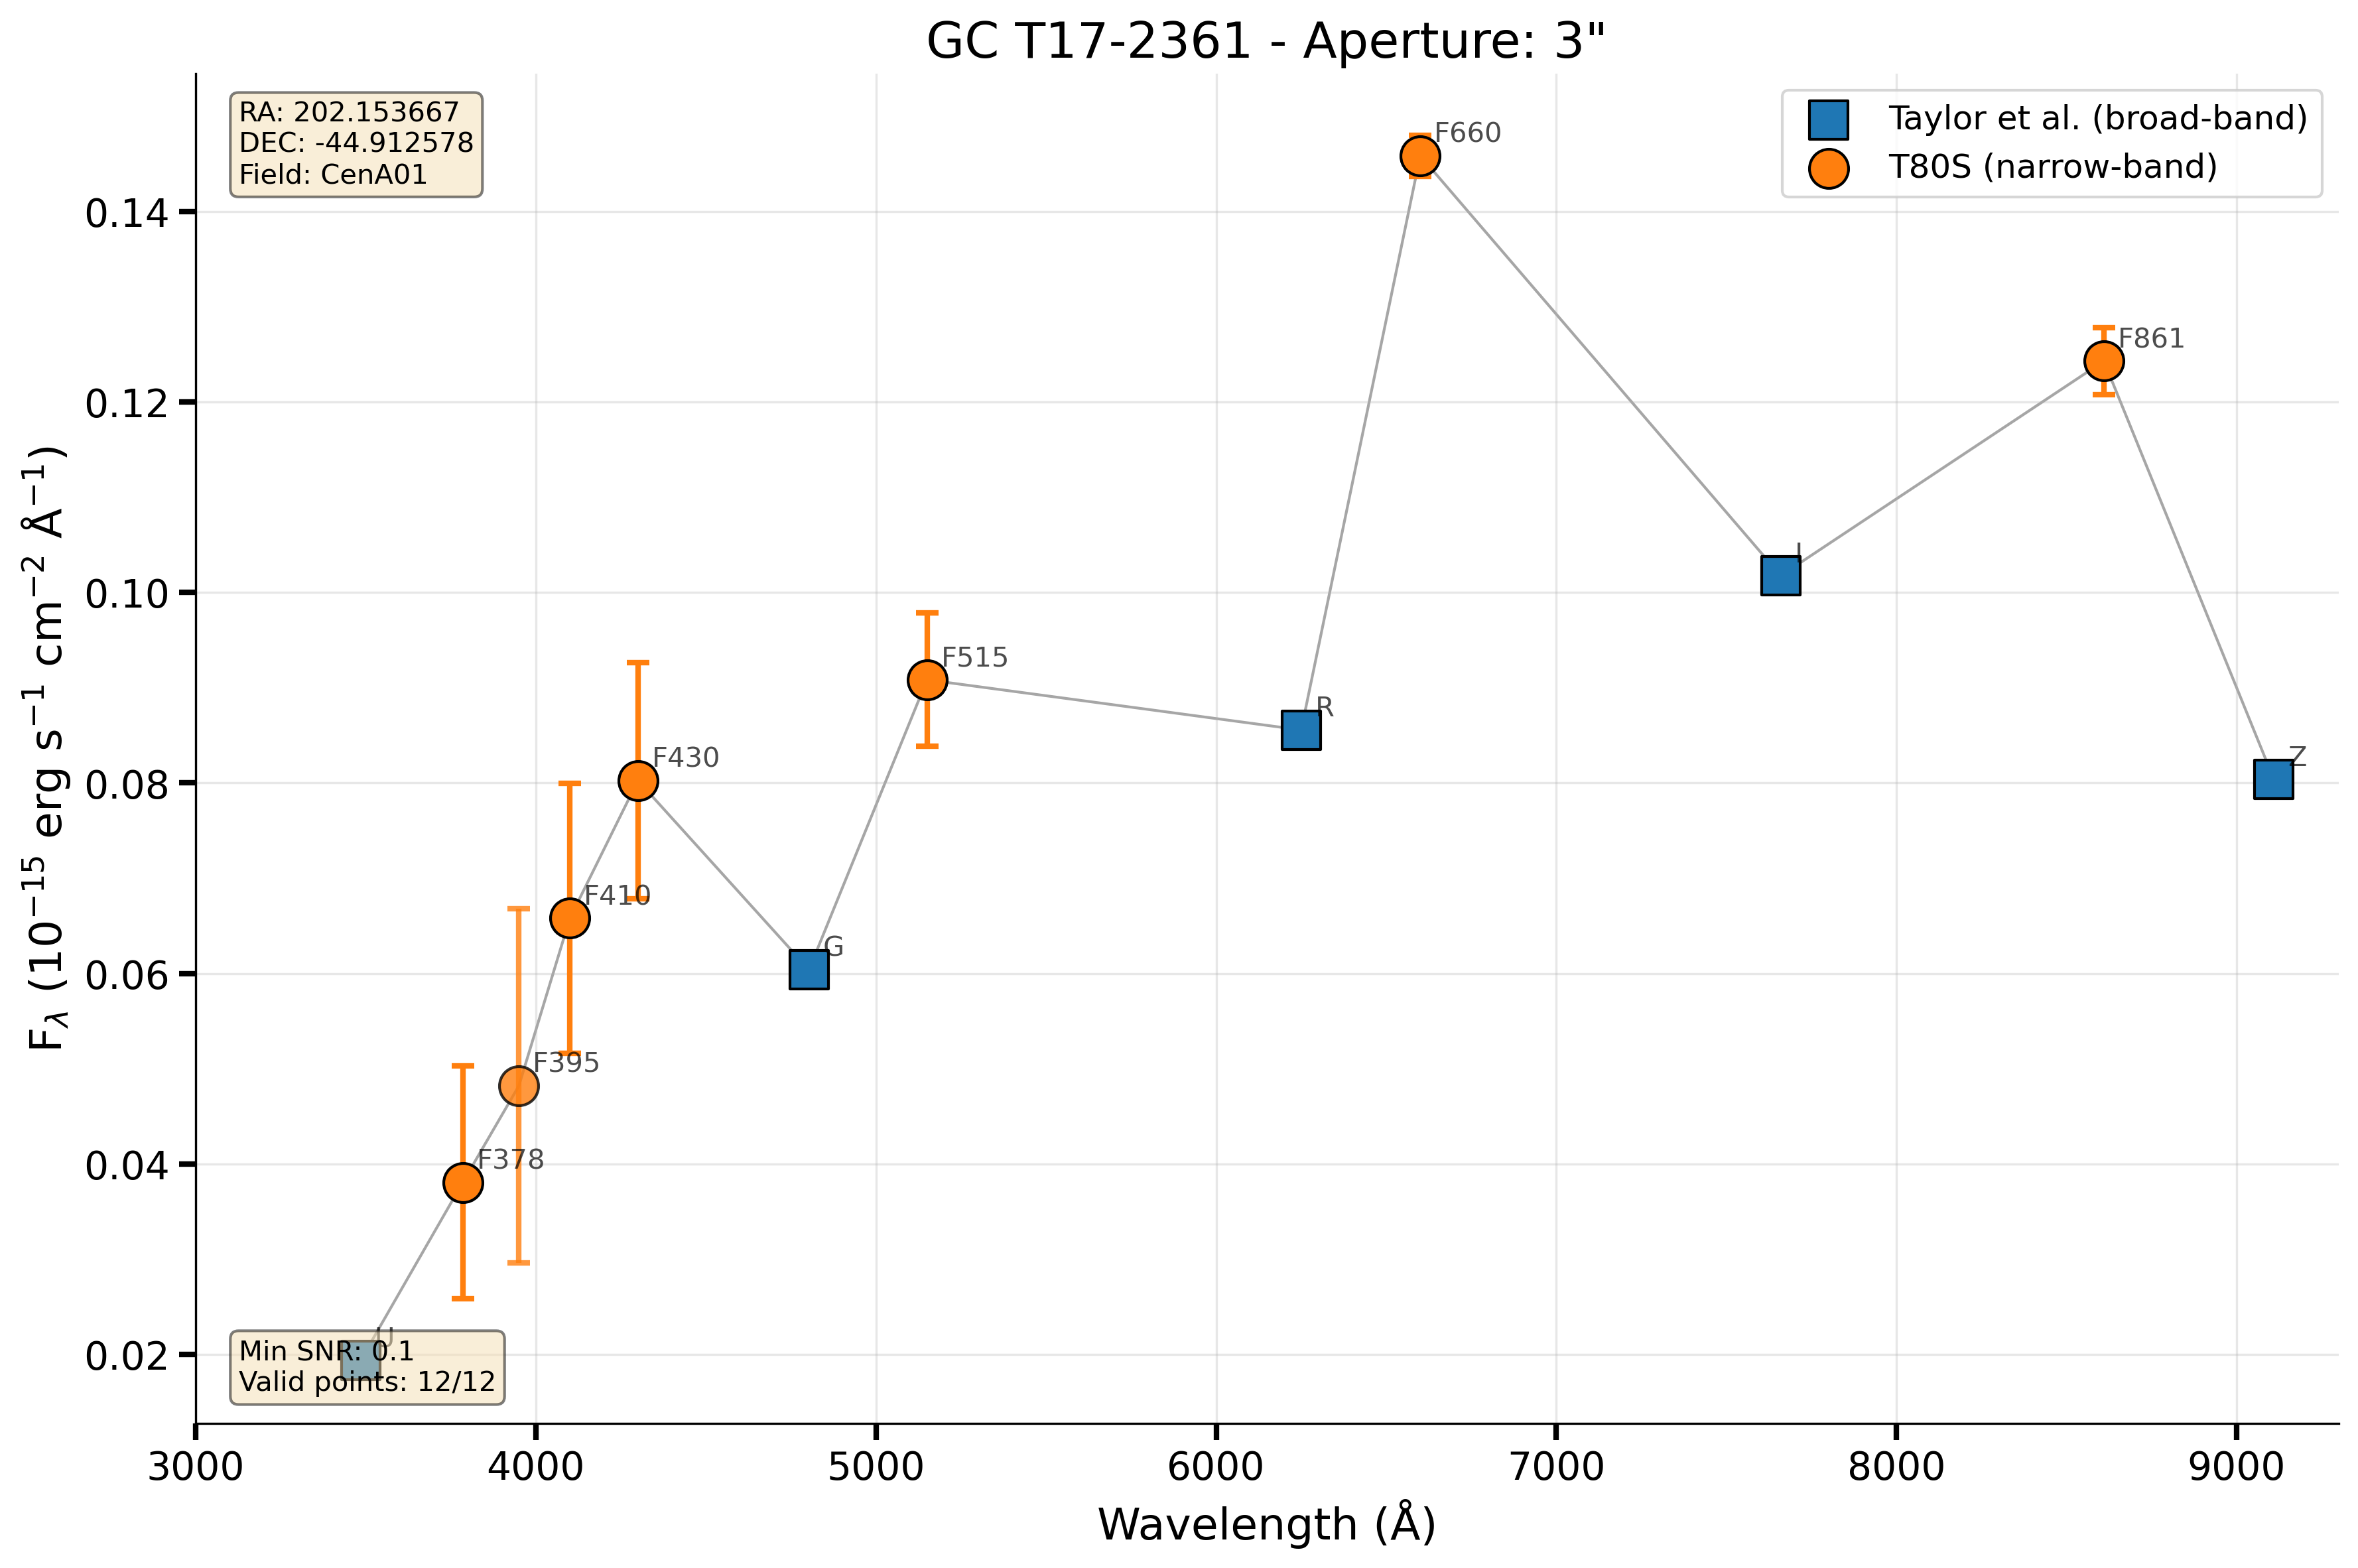 GC T17-2361 - Aperture: 3"
RA: 202.153667
DEC: -44.912578
Field: CenA01
Taylor et al. (broad-band)
T80S (narrow-band)
F660
F861
I
F515
R
F430
Z
F410
G
F395
F378
U
Min SNR: 0.1
Valid points: 12/12
0.14
0.12
0.10
0.08
0.06
0.04
0.02
F_λ (10⁻¹⁵ erg s⁻¹ cm⁻² Å⁻¹)
3000 4000 5000 6000 7000 8000 9000
Wavelength (Å)